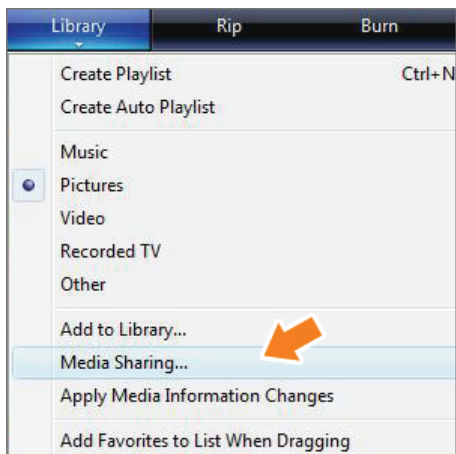 Library Rip Burn
Create Playlist Ctrl+N
Create Auto Playlist
Music
Pictures
Video
Recorded TV
Other
Add to Library...
Media Sharing...
Apply Media Information Changes
Add Favorites to List When Dragging